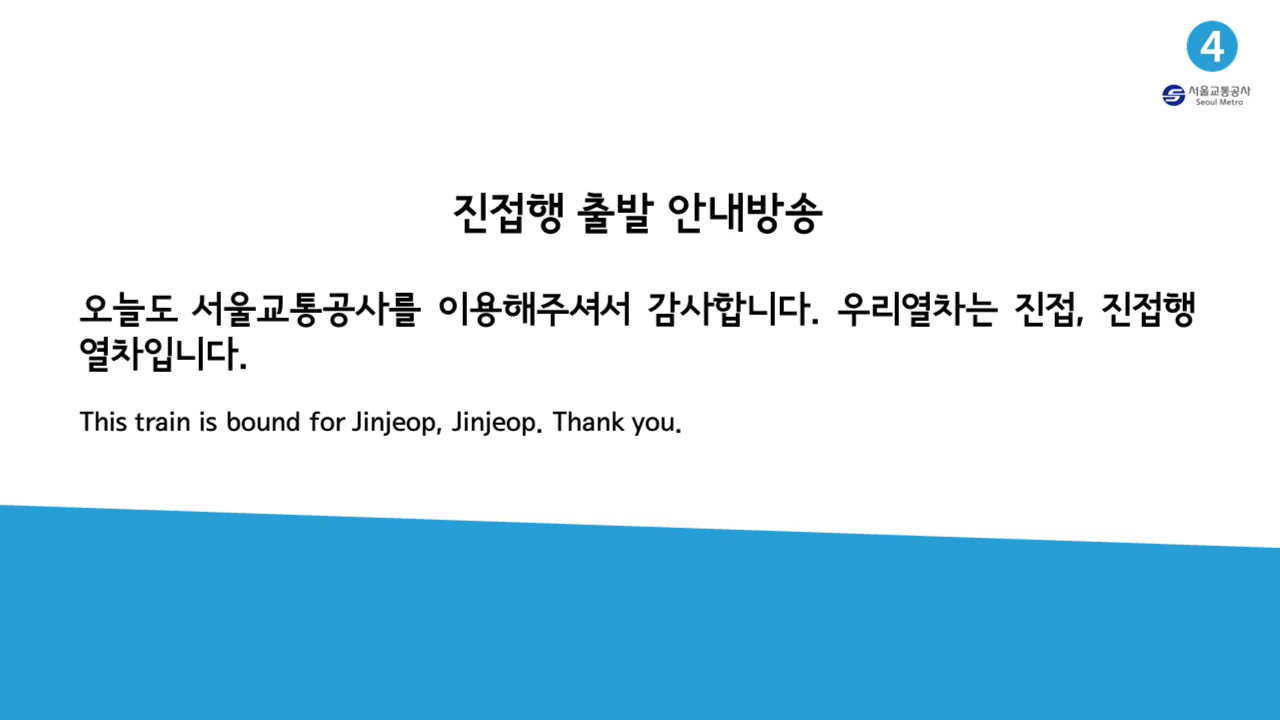 4
서울교통공사
Seoul Metro
진접행 출발 안내방송
오늘도 서울교통공사를 이용해주셔서 감사합니다. 우리열차는 진접, 진접행
열차입니다.
This train is bound for Jinjeop, Jinjeop. Thank you.